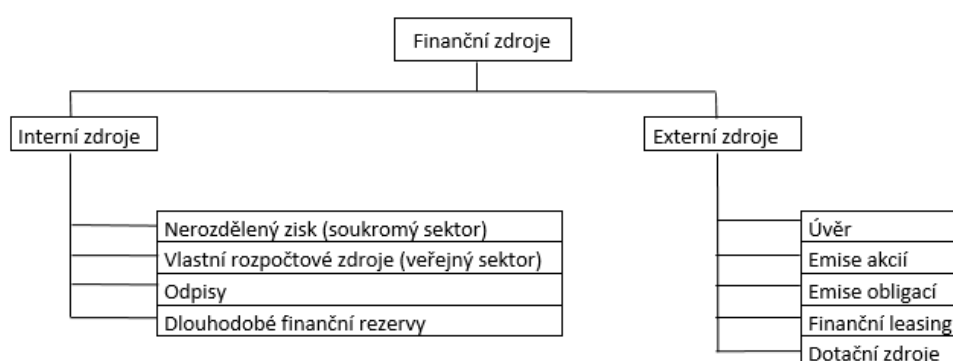 Finanční zdroje
Interní zdroje
Externí zdroje
Nerozdělený zisk (soukromý sektor)
Vlastní rozpočtové zdroje (veřejný sektor)
Odpisy
Dlouhodobé finanční rezervy
Úvěr
Emise akcií
Emise obligací
Finanční leasing
Dotační zdroje